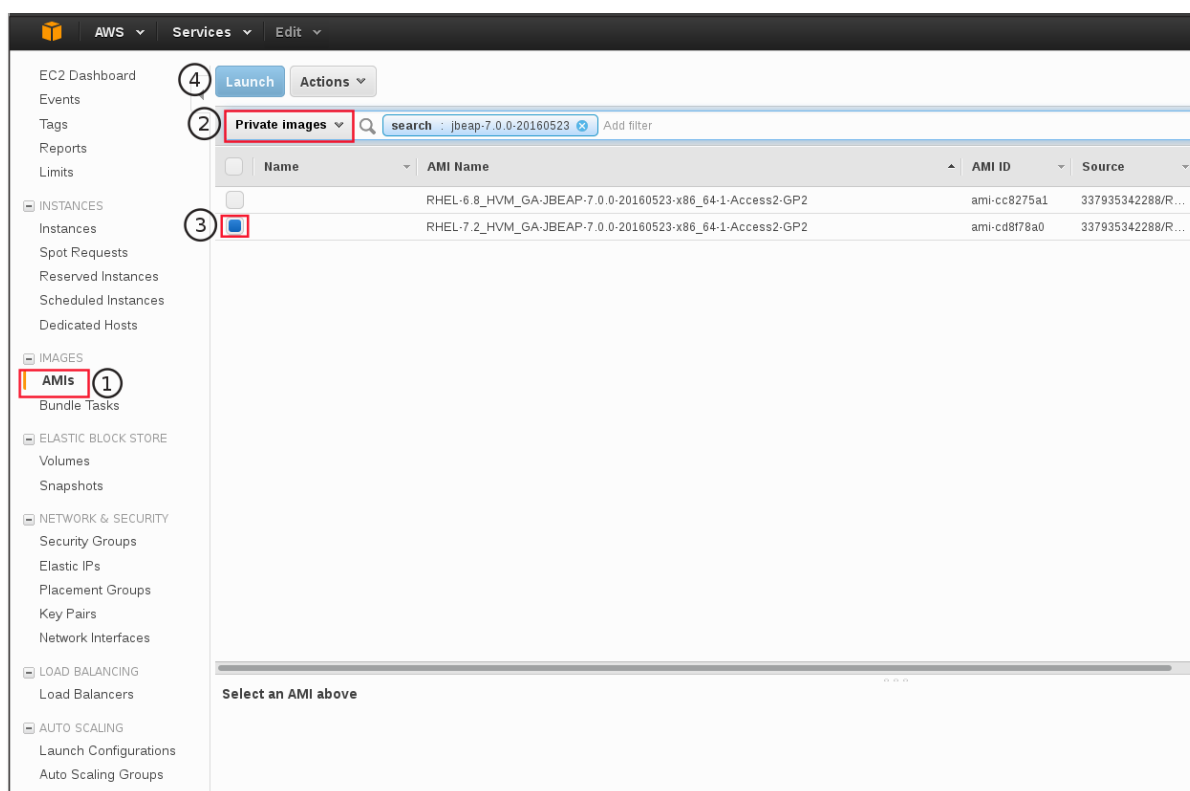 AWS Services Edit
EC2 Dashboard
Events
Tags
Reports
Limits
INSTANCES
Instances
Spot Requests
Reserved Instances
Scheduled Instances
Dedicated Hosts
IMAGES
AMIs 1
Bundle Tasks
ELASTIC BLOCK STORE
Volumes
Snapshots
NETWORK & SECURITY
Security Groups
Elastic IPs
Placement Groups
Key Pairs
Network Interfaces
LOAD BALANCING
Load Balancers
AUTO SCALING
Launch Configurations
Auto Scaling Groups
4 Launch Actions
2 Private images search : jbeap-7.0.0-20160523 Add filter
Name AMI Name AMI ID Source
RHEL-6.8_HVM_GA-JBEAP-7.0.0-20160523-x86_64-1-Access2-GP2 ami-cc8275a1 337935342288/R...
3 RHEL-7.2_HVM_GA-JBEAP-7.0.0-20160523-x86_64-1-Access2-GP2 ami-cd8f78a0 337935342288/R...
Select an AMI above